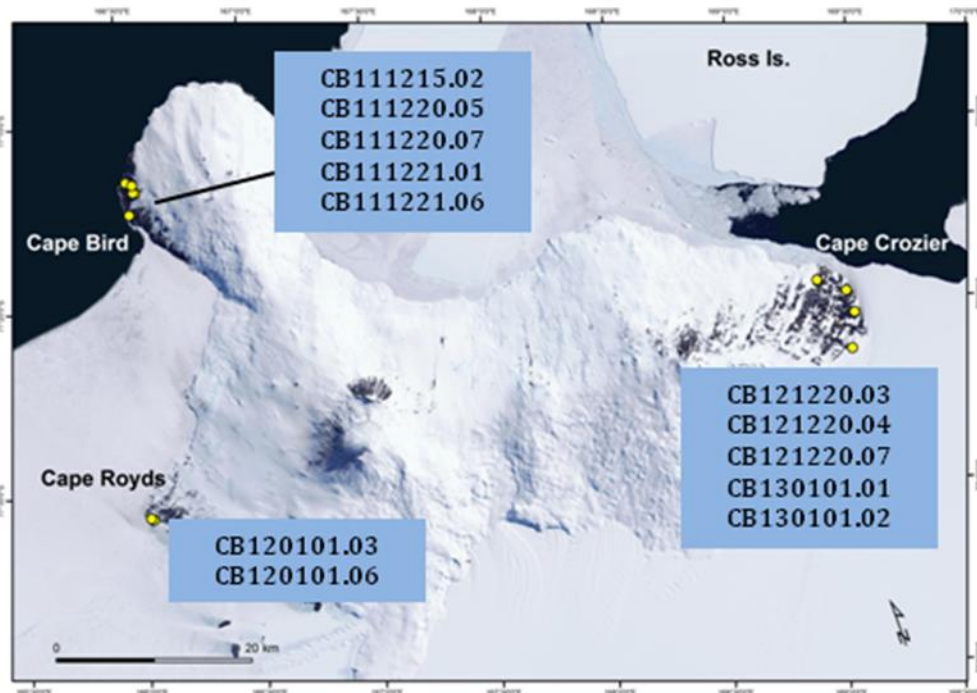 Ross Is.
CB111215.02
CB111220.05
CB111220.07
CB111221.01
CB111221.06
Cape Bird
Cape Crozier
CB121220.03
CB121220.04
CB121220.07
CB130101.01
CB130101.02
Cape Royds
CB120101.03
CB120101.06
N
0 20 km